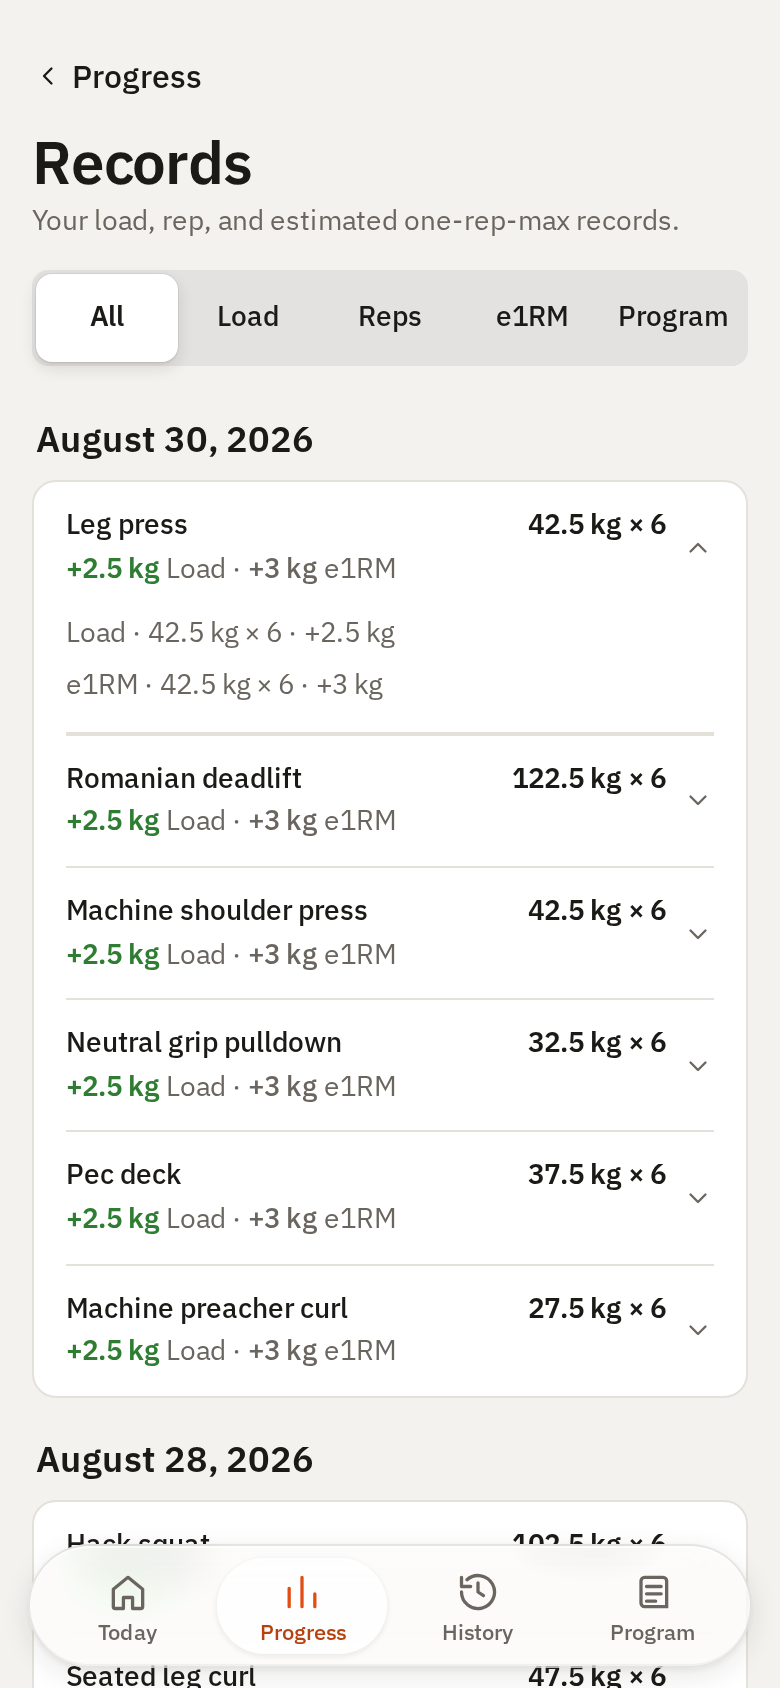 Progress
Records
Your load, rep, and estimated one-rep-max records.
All Load Reps e1RM Program
August 30, 2026
Leg press 42.5 kg × 6
+2.5 kg Load · +3 kg e1RM
Load · 42.5 kg × 6 · +2.5 kg
e1RM · 42.5 kg × 6 · +3 kg
Romanian deadlift 122.5 kg × 6
+2.5 kg Load · +3 kg e1RM
Machine shoulder press 42.5 kg × 6
+2.5 kg Load · +3 kg e1RM
Neutral grip pulldown 32.5 kg × 6
+2.5 kg Load · +3 kg e1RM
Pec deck 37.5 kg × 6
+2.5 kg Load · +3 kg e1RM
Machine preacher curl 27.5 kg × 6
+2.5 kg Load · +3 kg e1RM
August 28, 2026
Hack squat 102.5 kg × 6
Today Progress History Program
Seated leg curl 47.5 kg × 6